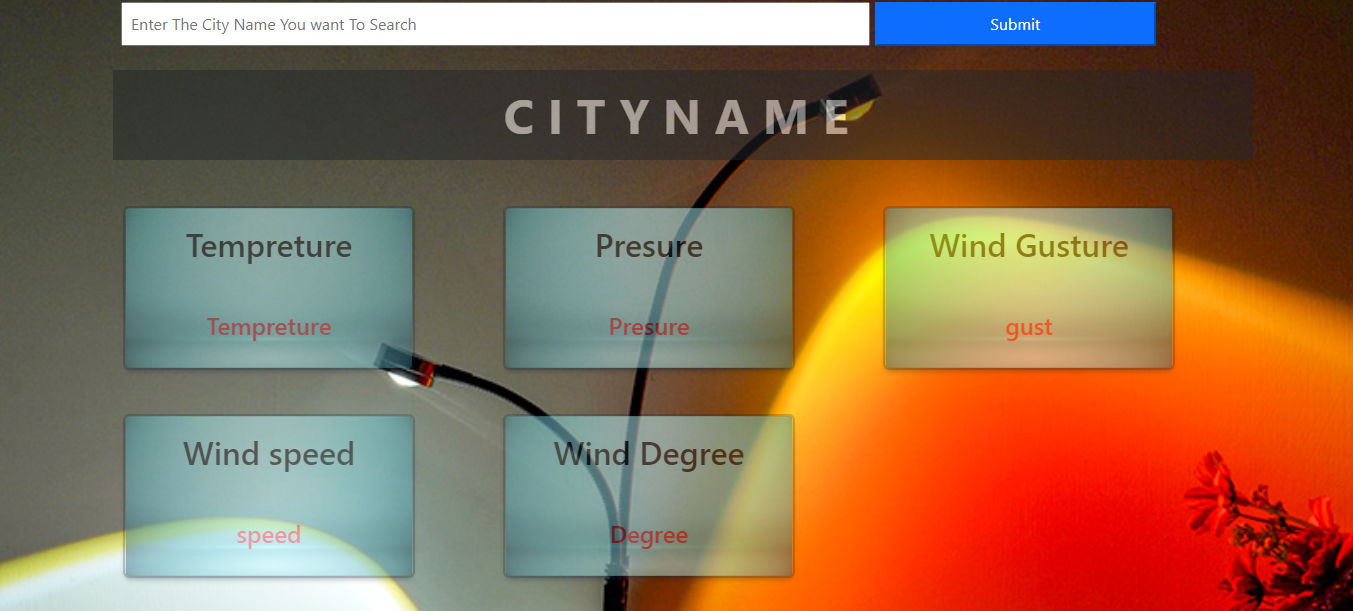 Enter The City Name You want To Search
Submit
CITYNAME
Tempreture
Tempreture
Presure
Presure
Wind Gusture
gust
Wind speed
speed
Wind Degree
Degree